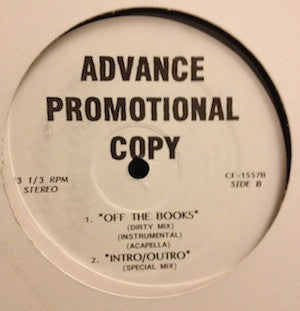 ADVANCE
PROMOTIONAL
COPY
3 1/3 RPM
STEREO
CF-1557B
SIDE B
1. "OFF THE BOOKS"
(DIRTY MIX)
(INSTRUMENTAL)
(ACAPELLA)
2. "INTRO/OUTRO"
(SPECIAL MIX)